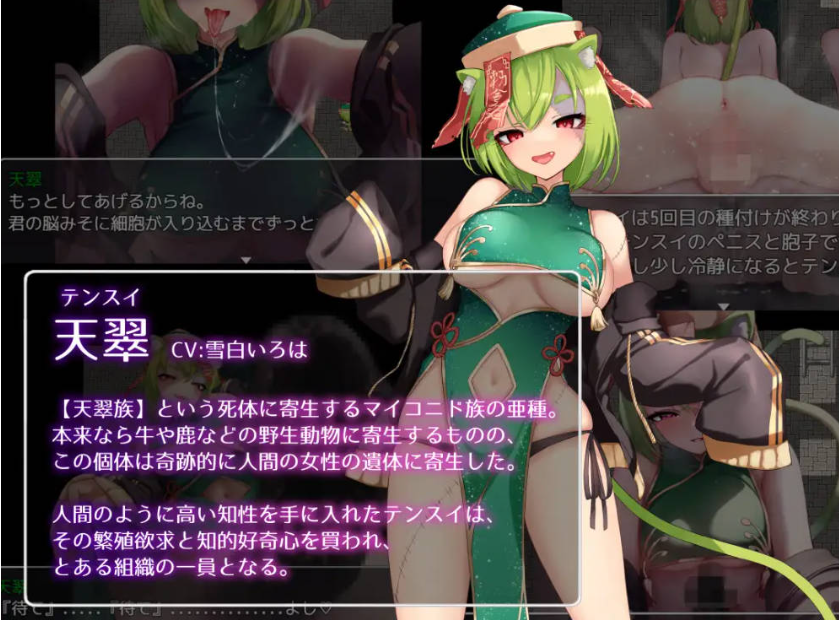 天翠
もっとしてあげるからね。
君の脳みそに細胞が入り込むまでずっと
は5回目の種付けが終わり
ンスイのペニスと胞子で
し少し冷静になるとテン
テンスイ
天翠 CV:雪白いろは
【天翠族】という死体に寄生するマイコニド族の亜種。
本来なら牛や鹿などの野生動物に寄生するものの、
この個体は奇跡的に人間の女性の遺体に寄生した。
人間のように高い知性を手に入れたテンスイは、
その繁殖欲求と知的好奇心を買われ、
とある組織の一員となる。
天翠
『待て』.....『待て』..............よし♡